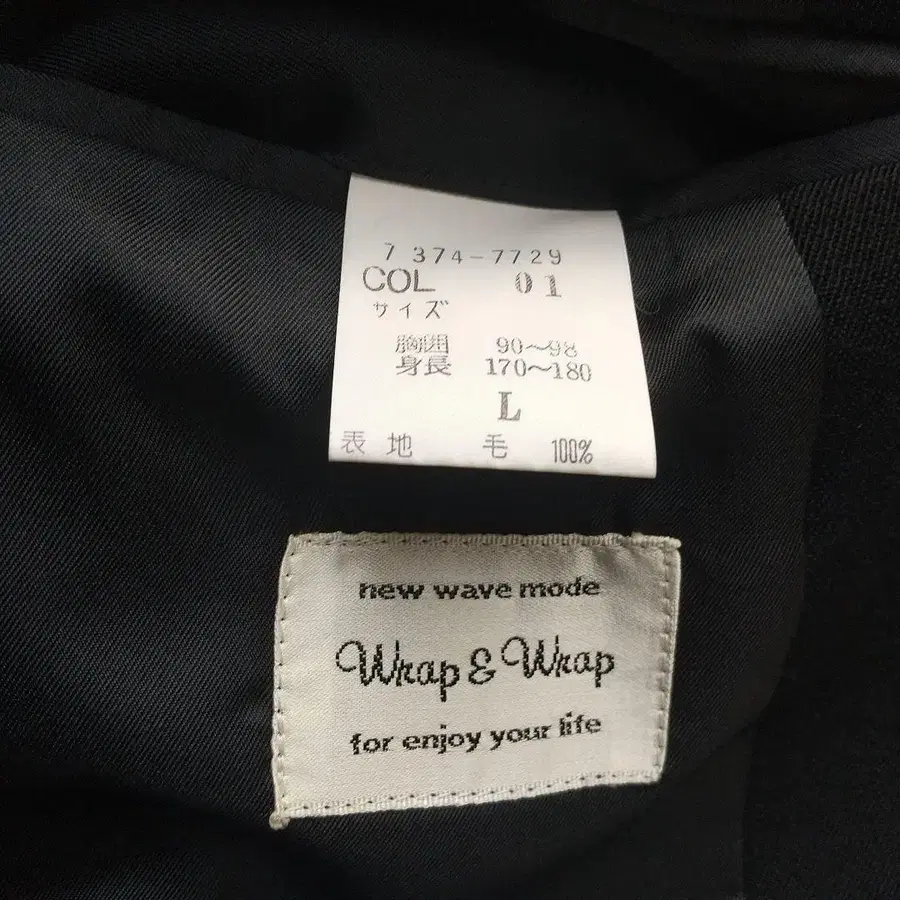 7 374-7729
COL 01
サイズ
胸囲 90〜98
身長 170〜180
L
表地 毛 100%
new wave mode
Wrap & Wrap
for enjoy your life